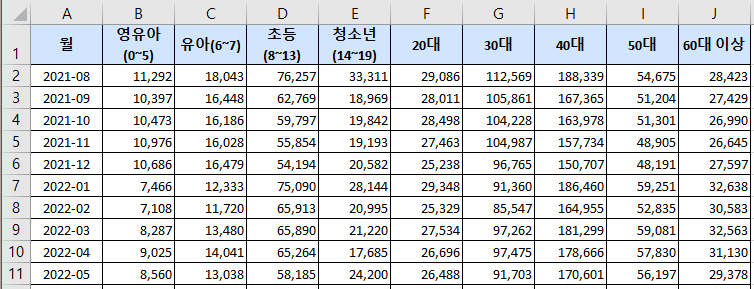 A B C D E F G H I J
1 월 영유아 (0~5) 유아(6~7) 초등 (8~13) 청소년 (14~19) 20대 30대 40대 50대 60대 이상
2 2021-08 11,292 18,043 76,257 33,311 29,086 112,569 188,339 54,675 28,423
3 2021-09 10,397 16,448 62,769 18,969 28,011 105,861 167,365 51,204 27,429
4 2021-10 10,473 16,186 59,797 19,842 28,498 104,228 163,978 51,301 26,990
5 2021-11 10,976 16,028 55,854 19,193 27,463 104,987 157,734 48,905 26,645
6 2021-12 10,686 16,479 54,194 20,582 25,238 96,765 150,707 48,191 27,597
7 2022-01 7,466 12,333 75,090 28,144 29,348 91,360 186,460 59,251 32,638
8 2022-02 7,108 11,720 65,913 20,995 25,329 85,547 164,955 52,835 30,583
9 2022-03 8,287 13,480 65,890 21,220 27,534 97,262 181,299 59,081 32,563
10 2022-04 9,025 14,041 65,264 17,685 26,696 97,475 178,666 57,830 31,130
11 2022-05 8,560 13,038 58,185 24,200 26,488 91,703 170,601 56,197 29,378